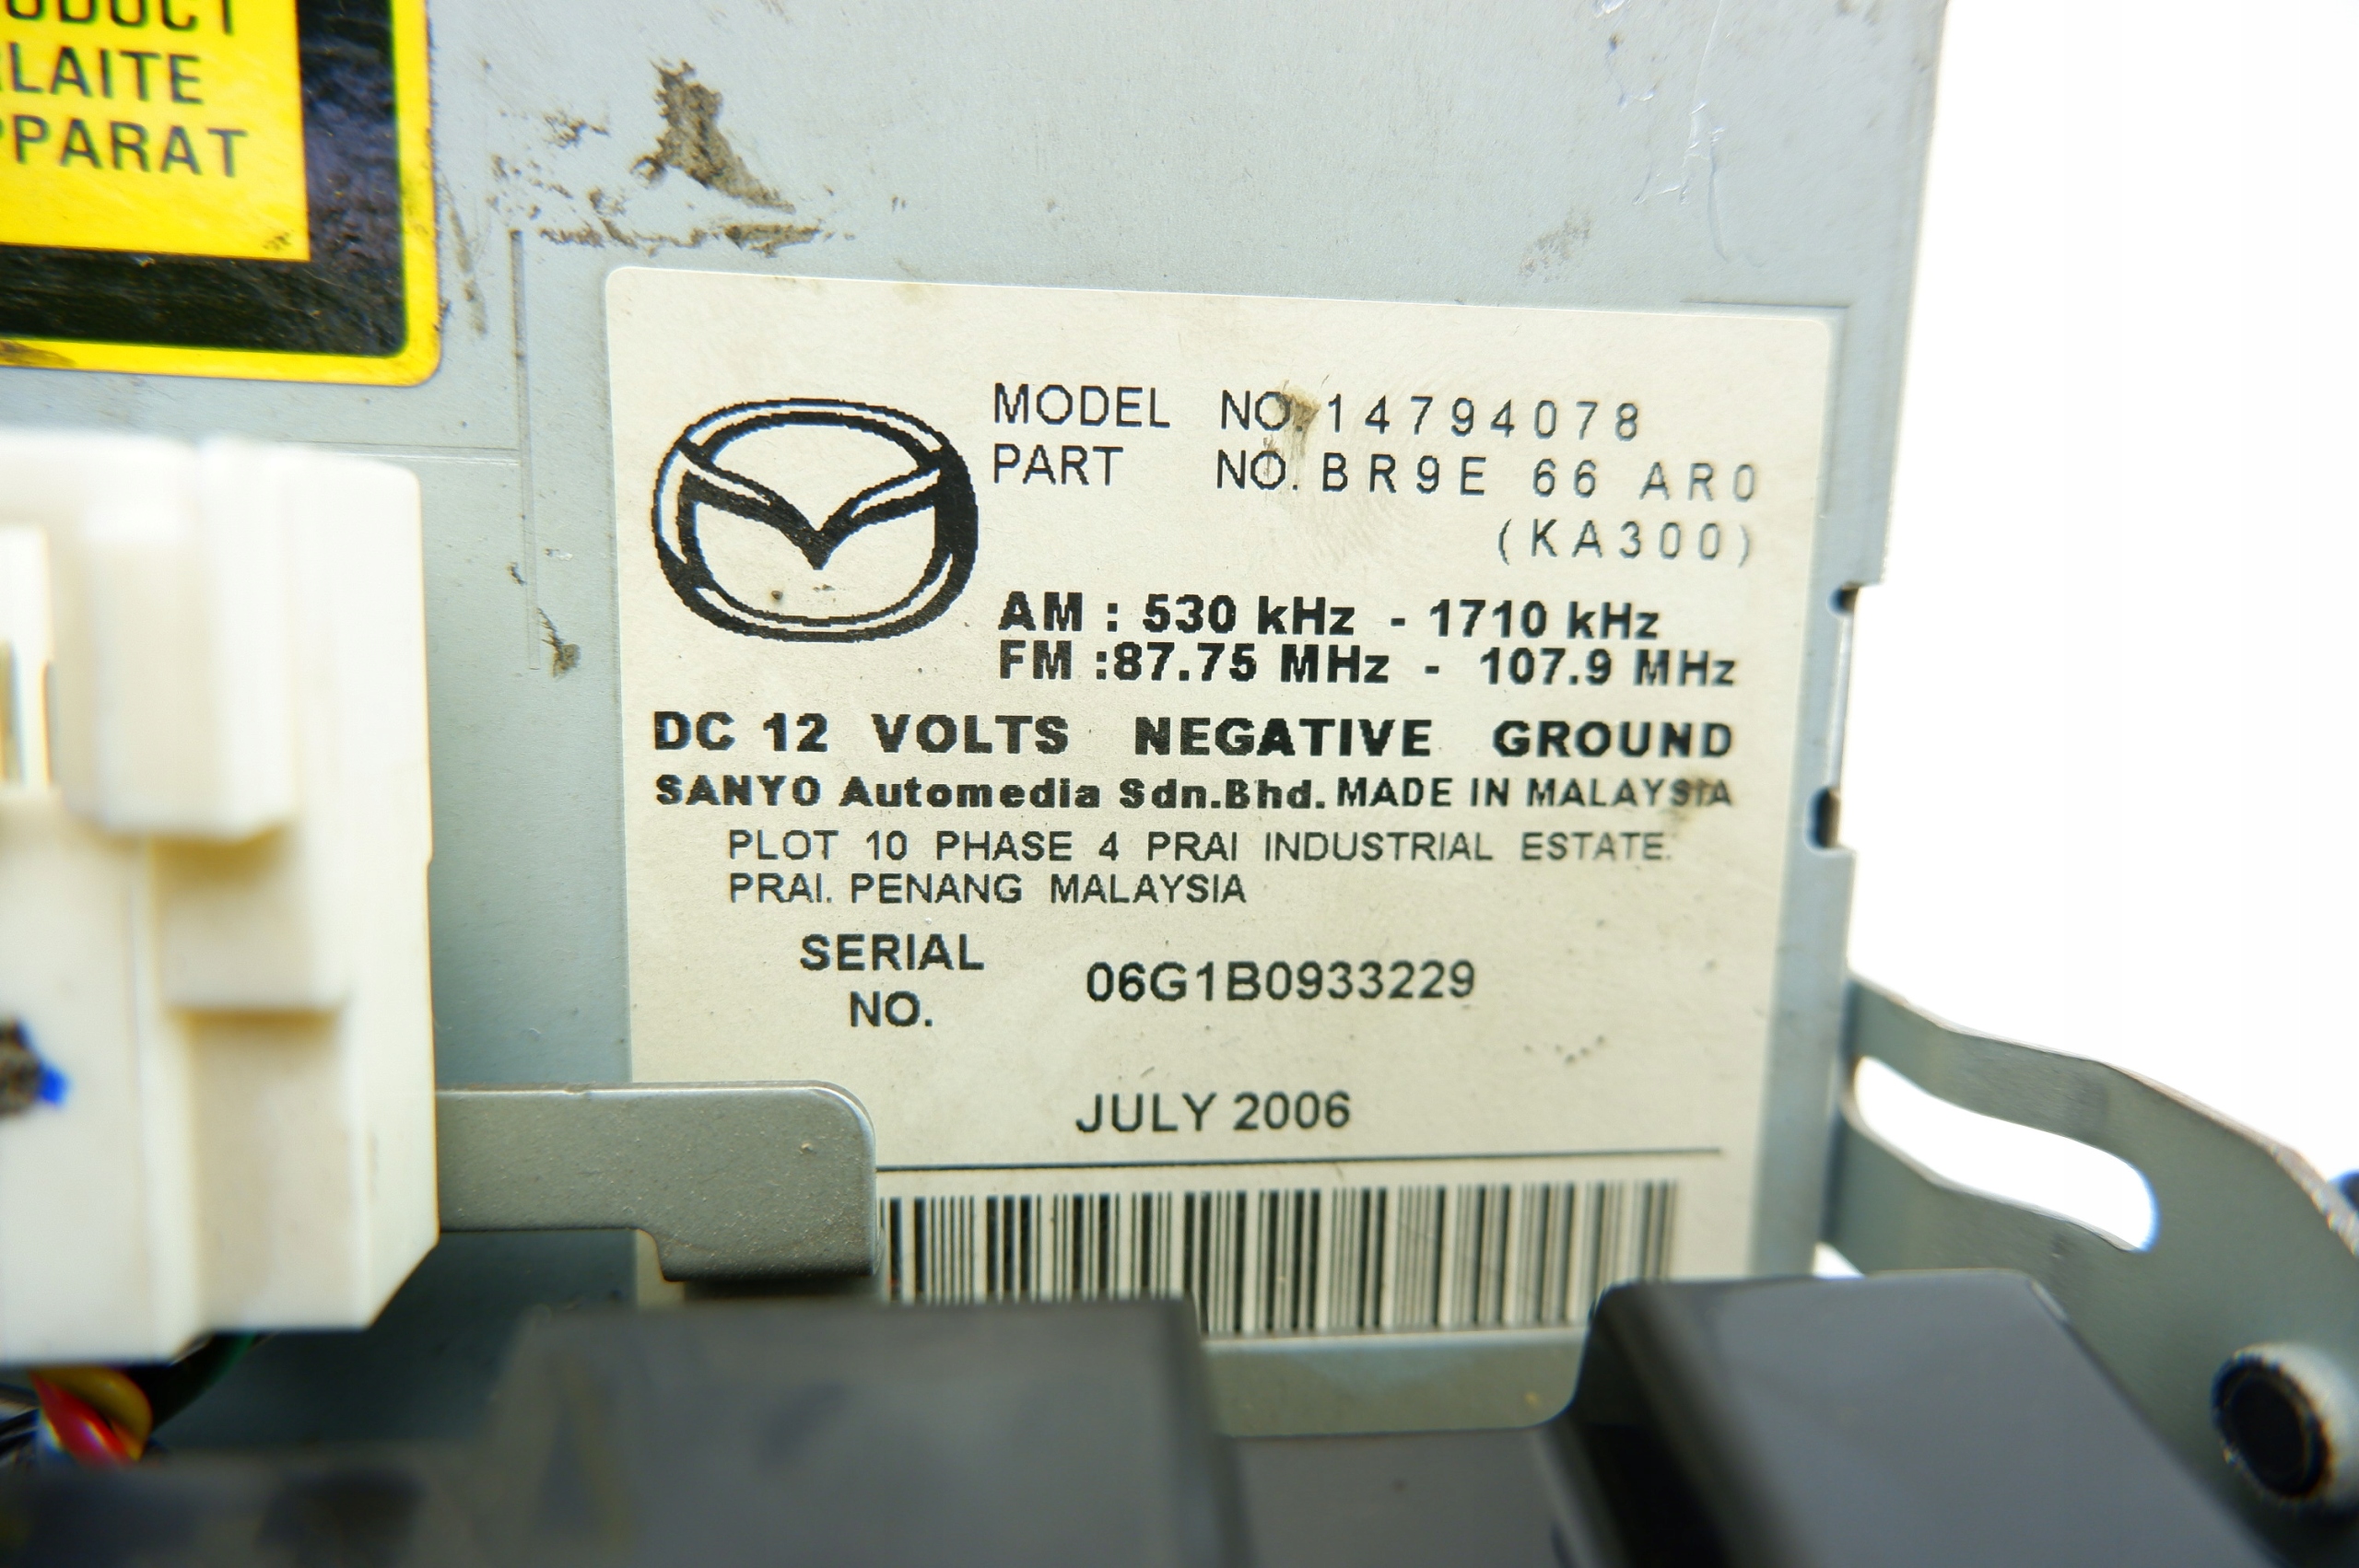 LAITE
MODEL NO.14794078
PART NO.BR9E 66 AR0
(KA300)
AM : 530 kHz - 1710 kHz
FM :87.75 MHz - 107.9 MHz
DC 12 VOLTS NEGATIVE GROUND
SANYO Automedia Sdn.Bhd. MADE IN MALAYSIA
PLOT 10 PHASE 4 PRAI INDUSTRIAL ESTATE.
PRAI. PENANG MALAYSIA
SERIAL NO. 06G1B0933229
JULY 2006